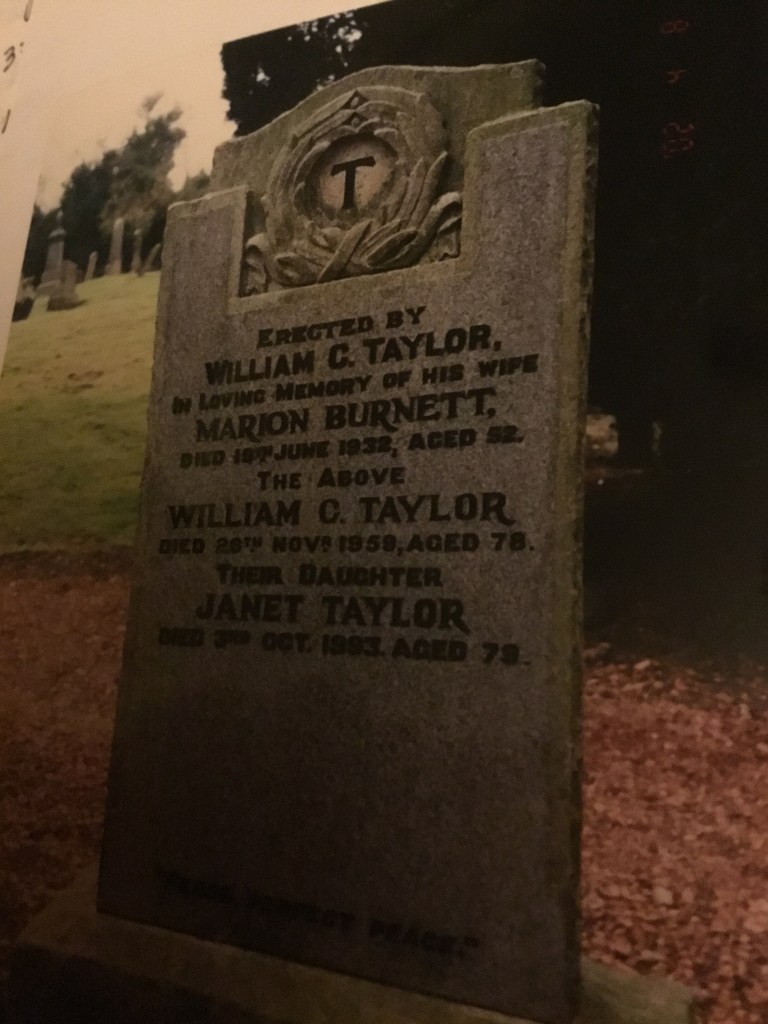 T
ERECTED BY
WILLIAM C. TAYLOR,
IN LOVING MEMORY OF HIS WIFE
MARION BURNETT,
DIED 19TH JUNE 1932, AGED 52.
THE ABOVE
WILLIAM C. TAYLOR
DIED 26TH NOVR 1959, AGED 78.
THEIR DAUGHTER
JANET TAYLOR
DIED 3RD OCT. 1993. AGED 79.
PERFECT PEACE."